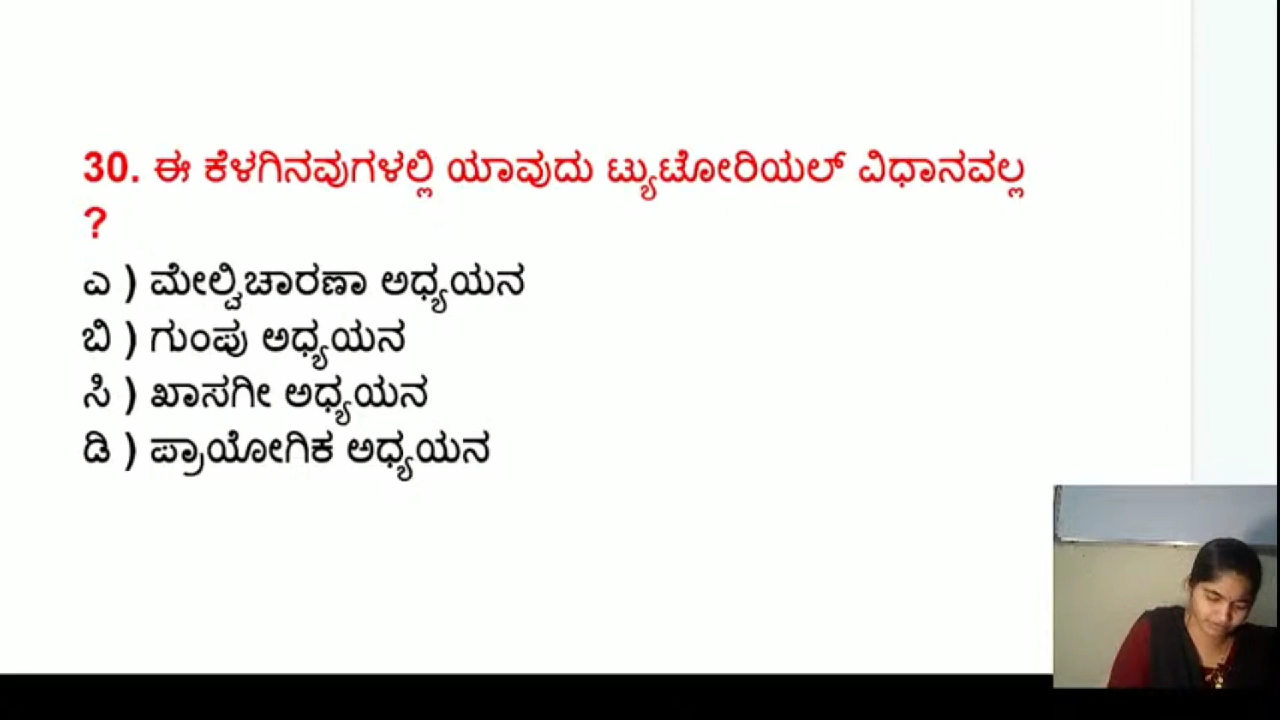 30. ಈ ಕೆಳಗಿನವುಗಳಲ್ಲಿ ಯಾವುದು ಟ್ಯುಟೋರಿಯಲ್ ವಿಧಾನವಲ್ಲ
?
ಎ ) ಮೇಲ್ವಿಚಾರಣಾ ಅಧ್ಯಯನ
ಬಿ ) ಗುಂಪು ಅಧ್ಯಯನ
ಸಿ ) ಖಾಸಗೀ ಅಧ್ಯಯನ
ಡಿ ) ಪ್ರಾಯೋಗಿಕ ಅಧ್ಯಯನ